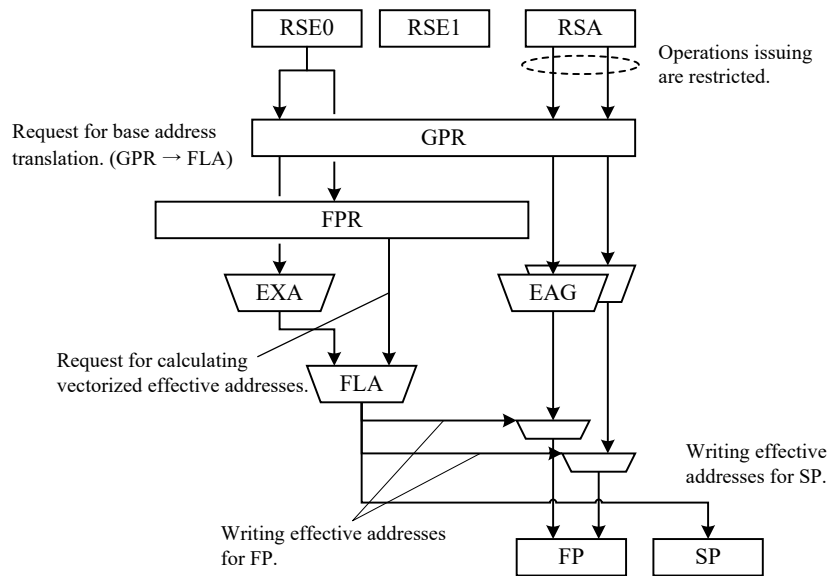 RSE0
RSE1
RSA
Operations issuing
are restricted.
Request for base address
translation. (GPR → FLA)
GPR
FPR
EXA
EAG
Request for calculating
vectorized effective addresses.
FLA
Writing effective
addresses for SP.
Writing effective addresses
for FP.
FP
SP